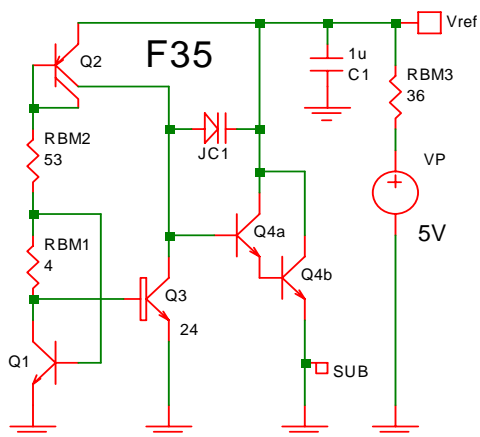 Vref
Q2
F35
1u
C1
RBM3
36
RBM2
53
JC1
VP
5V
Q4a
RBM1
4
Q4b
Q3
24
Q1
SUB